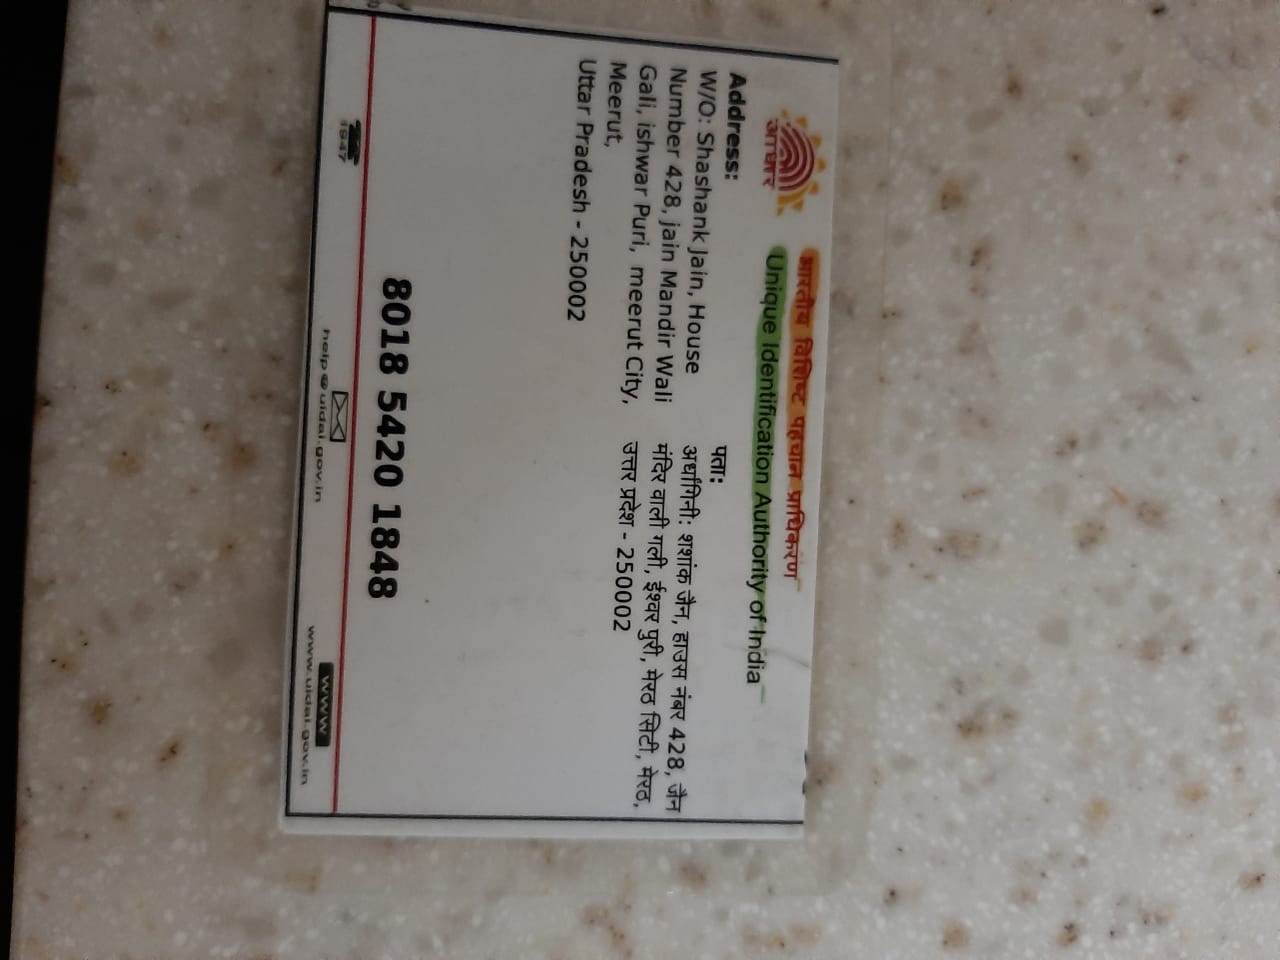 आधार
भारतीय विशिष्ट पहचान प्राधिकरण
Unique Identification Authority of India
Address:
W/O: Shashank Jain, House
Number 428, jain Mandir Wali
Gali, ishwar Puri, meerut City,
Meerut,
Uttar Pradesh - 250002
पता:
अर्धांगिनी: शशांक जैन, हाउस नंबर 428, जैन
मंदिर वाली गली, ईश्वर पुरी, मेरठ सिटी, मेरठ,
उत्तर प्रदेश - 250002
8018 5420 1848
1947
help@uidai.gov.in
www
www.uidai.gov.in